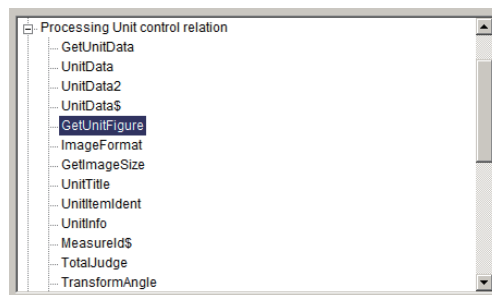 Processing Unit control relation
GetUnitData
UnitData
UnitData2
UnitData$
GetUnitFigure
ImageFormat
GetImageSize
UnitTitle
UnitItemIdent
UnitInfo
MeasureId$
TotalJudge
TransformAngle